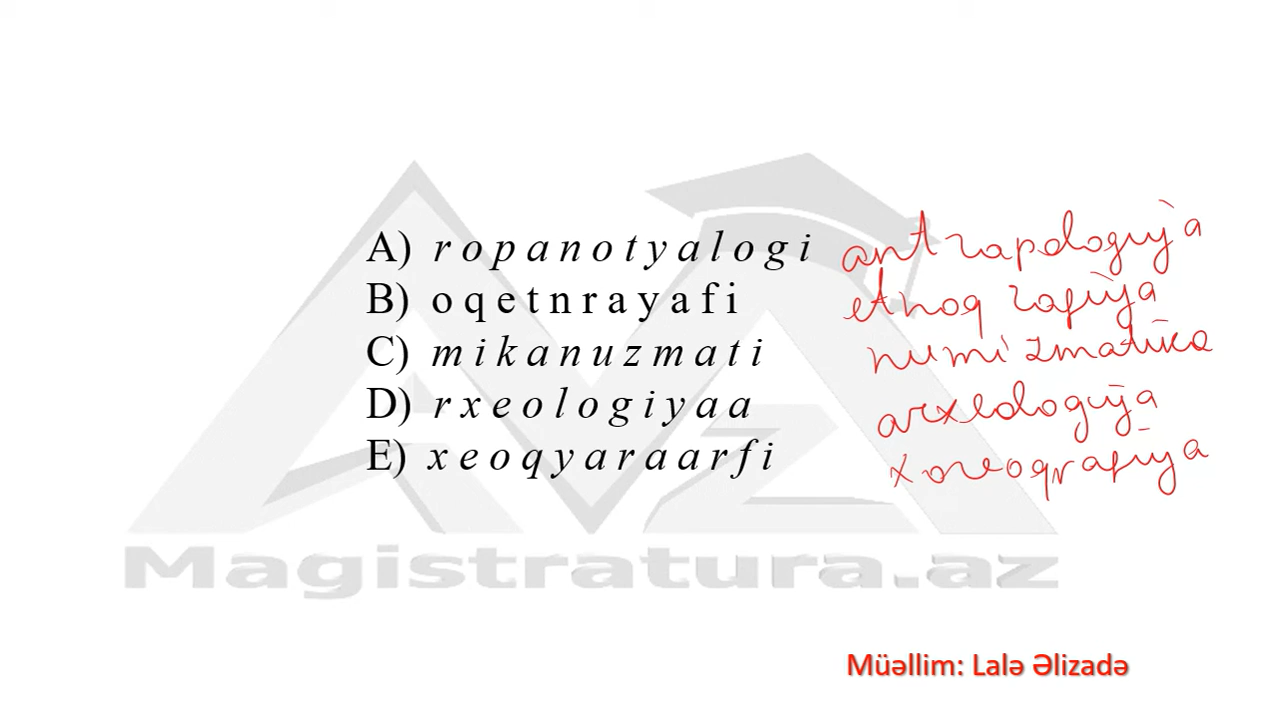 A) r o p a n o t y a l o g i antrapologiya
B) o q e t n r a y a f i etnoqrafiya
C) m i k a n u z m a t i numizmatika
D) r x e o l o g i y a a arxeologiya
E) x e o q y a r a a r f i xoreoqrafiya
Magistratura.az
Müəllim: Lalə Əlizadə